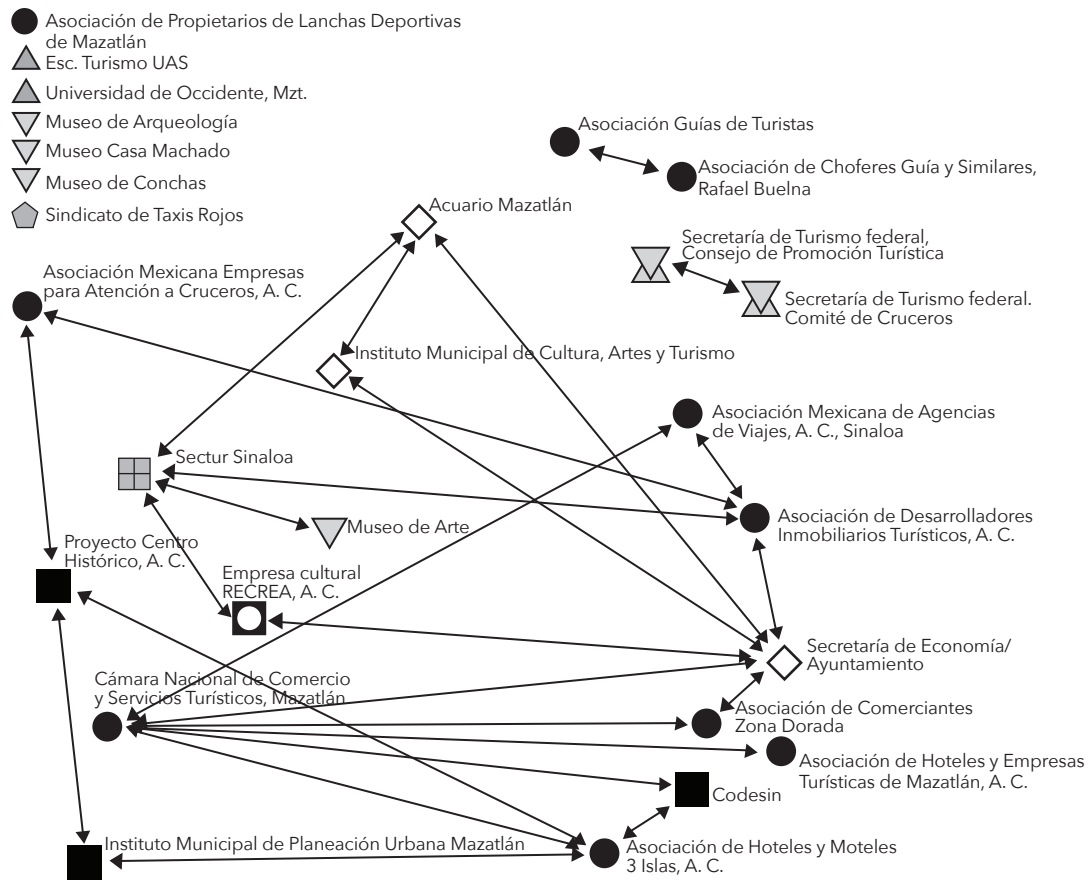 Asociación de Propietarios de Lanchas Deportivas
de Mazatlán
Esc. Turismo UAS
Universidad de Occidente, Mzt.
Museo de Arqueología
Museo Casa Machado
Museo de Conchas
Sindicato de Taxis Rojos
Asociación Guías de Turistas
Asociación de Choferes Guía y Similares,
Rafael Buelna
Acuario Mazatlán
Secretaría de Turismo federal,
Consejo de Promoción Turística
Secretaría de Turismo federal.
Comité de Cruceros
Asociación Mexicana Empresas
para Atención a Cruceros, A. C.
Instituto Municipal de Cultura, Artes y Turismo
Asociación Mexicana de Agencias
de Viajes, A. C., Sinaloa
Sectur Sinaloa
Museo de Arte
Asociación de Desarrolladores
Inmobiliarios Turísticos, A. C.
Proyecto Centro
Histórico, A. C.
Empresa cultural
RECREA, A. C.
Secretaría de Economía/
Ayuntamiento
Cámara Nacional de Comercio
y Servicios Turísticos, Mazatlán
Asociación de Comerciantes
Zona Dorada
Asociación de Hoteles y Empresas
Turísticas de Mazatlán, A. C.
Codesin
Instituto Municipal de Planeación Urbana Mazatlán
Asociación de Hoteles y Moteles
3 Islas, A. C.